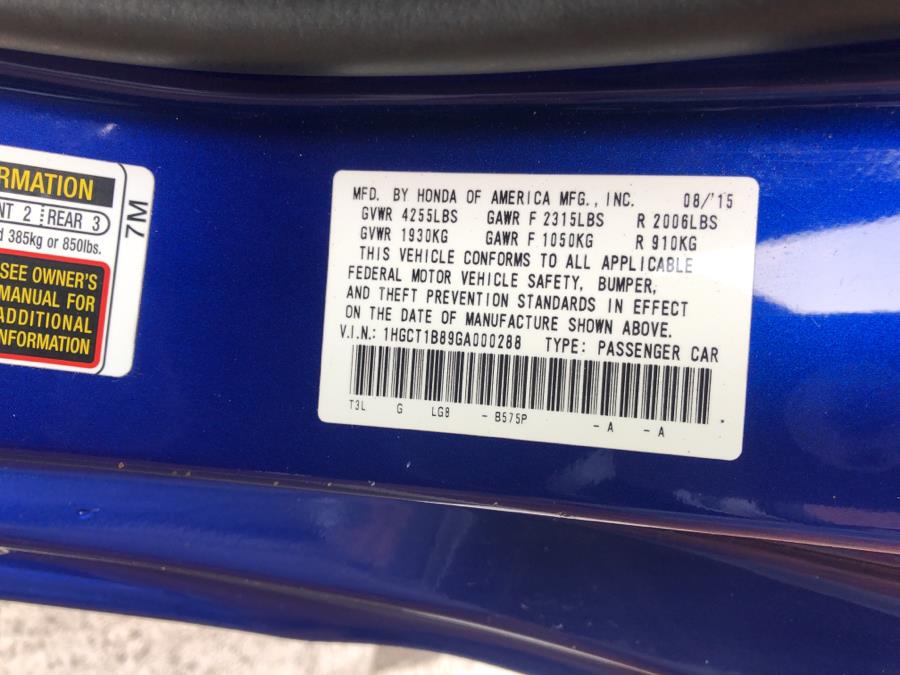 RMATION
NT 2 REAR 3
d 385kg or 850lbs.
7M
SEE OWNER'S
MANUAL FOR
ADDITIONAL
INFORMATION
MFD. BY HONDA OF AMERICA MFG., INC. 08/'15
GVWR 4255LBS GAWR F 2315LBS R 2006LBS
GVWR 1930KG GAWR F 1050KG R 910KG
THIS VEHICLE CONFORMS TO ALL APPLICABLE
FEDERAL MOTOR VEHICLE SAFETY, BUMPER,
AND THEFT PREVENTION STANDARDS IN EFFECT
ON THE DATE OF MANUFACTURE SHOWN ABOVE.
V.I.N.: 1HGCT1B89GA000288 TYPE: PASSENGER CAR
T3L G LG8 - B575P - A - A